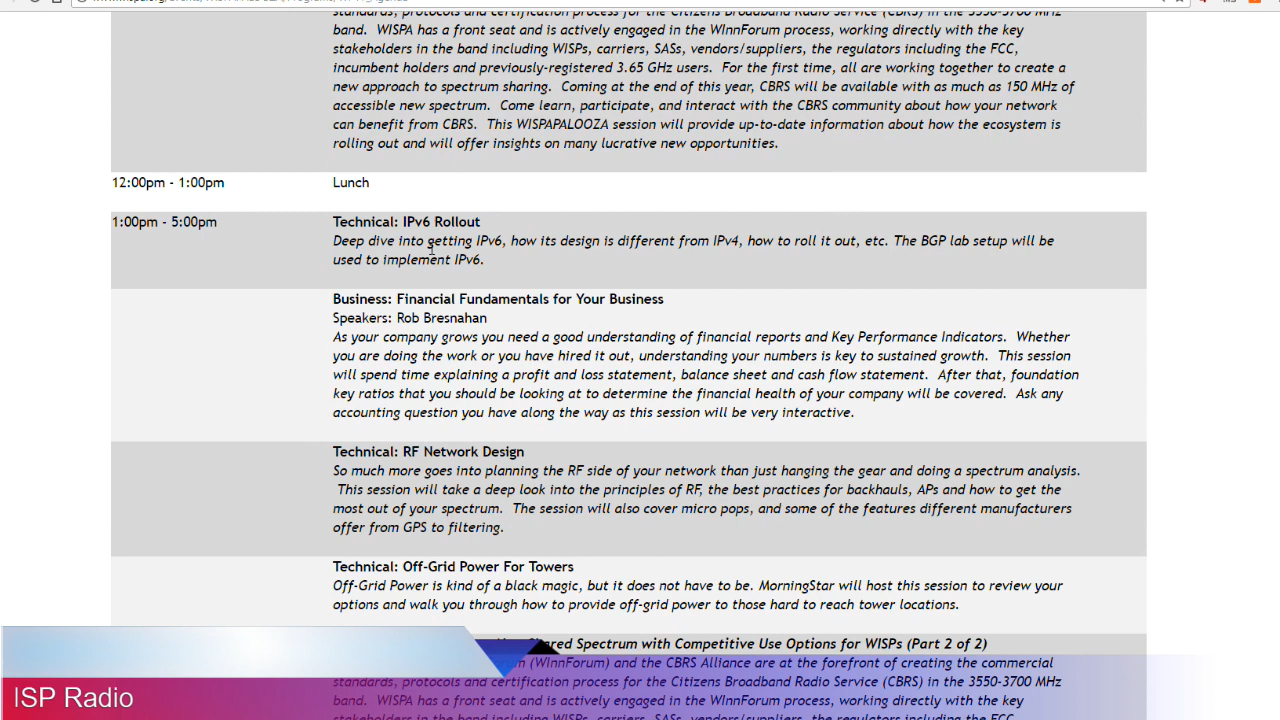 standards, protocols and certification process for the Citizens Broadband Radio Service (CBRS) in the 3550-3700 MHz
band.  WISPA has a front seat and is actively engaged in the WInnForum process, working directly with the key
stakeholders in the band including WISPs, carriers, SASs, vendors/suppliers, the regulators including the FCC,
incumbent holders and previously-registered 3.65 GHz users.  For the first time, all are working together to create a
new approach to spectrum sharing.  Coming at the end of this year, CBRS will be available with as much as 150 MHz of
accessible new spectrum.  Come learn, participate, and interact with the CBRS community about how your network
can benefit from CBRS.  This WISPAPALOOZA session will provide up-to-date information about how the ecosystem is
rolling out and will offer insights on many lucrative new opportunities.
12:00pm - 1:00pm Lunch
1:00pm - 5:00pm Technical: IPv6 Rollout
Deep dive into getting IPv6, how its design is different from IPv4, how to roll it out, etc. The BGP lab setup will be
used to implement IPv6.
Business: Financial Fundamentals for Your Business
Speakers: Rob Bresnahan
As your company grows you need a good understanding of financial reports and Key Performance Indicators.  Whether
you are doing the work or you have hired it out, understanding your numbers is key to sustained growth.  This session
will spend time explaining a profit and loss statement, balance sheet and cash flow statement.  After that, foundation
key ratios that you should be looking at to determine the financial health of your company will be covered.  Ask any
accounting question you have along the way as this session will be very interactive.
Technical: RF Network Design
So much more goes into planning the RF side of your network than just hanging the gear and doing a spectrum analysis.
This session will take a deep look into the principles of RF, the best practices for backhauls, APs and how to get the
most out of your spectrum.  The session will also cover micro pops, and some of the features different manufacturers
offer from GPS to filtering.
Technical: Off-Grid Power For Towers
Off-Grid Power is kind of a black magic, but it does not have to be. MorningStar will host this session to review your
options and walk you through how to provide off-grid power to those hard to reach tower locations.
Spectrum with Competitive Use Options for WISPs (Part 2 of 2)
(WInnForum) and the CBRS Alliance are at the forefront of creating the commercial
standards, protocols and certification process for the Citizens Broadband Radio Service (CBRS) in the 3550-3700 MHz
band.  WISPA has a front seat and is actively engaged in the WInnForum process, working directly with the key
stakeholders in the band including WISPs, carriers, SASs, vendors/suppliers, the regulators including the FCC,
ISP Radio